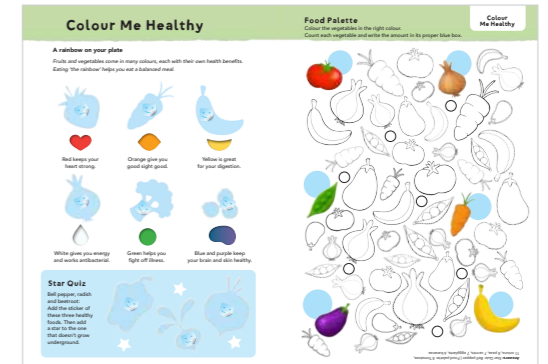 Colour Me Healthy
A rainbow on your plate
Fruits and vegetables come in many colours, each with their own health benefits.
Eating 'the rainbow' helps you eat a balanced meal.
Red keeps your
heart strong.
Orange give you
good sight good.
Yellow is great
for your digestion.
White gives you energy
and works antibacterial.
Green helps you
fight off illness.
Blue and purple keep
your brain and skin healthy.
Star Quiz
Bell pepper, radish
and beetroot:
Add the sticker of
these three healthy
foods. Then add
a star to the one
that doesn't grow
underground.
Food Palette
Colour the vegetables in the right colour.
Count each vegetable and write the amount in its proper blue box.
Colour
Me Healthy